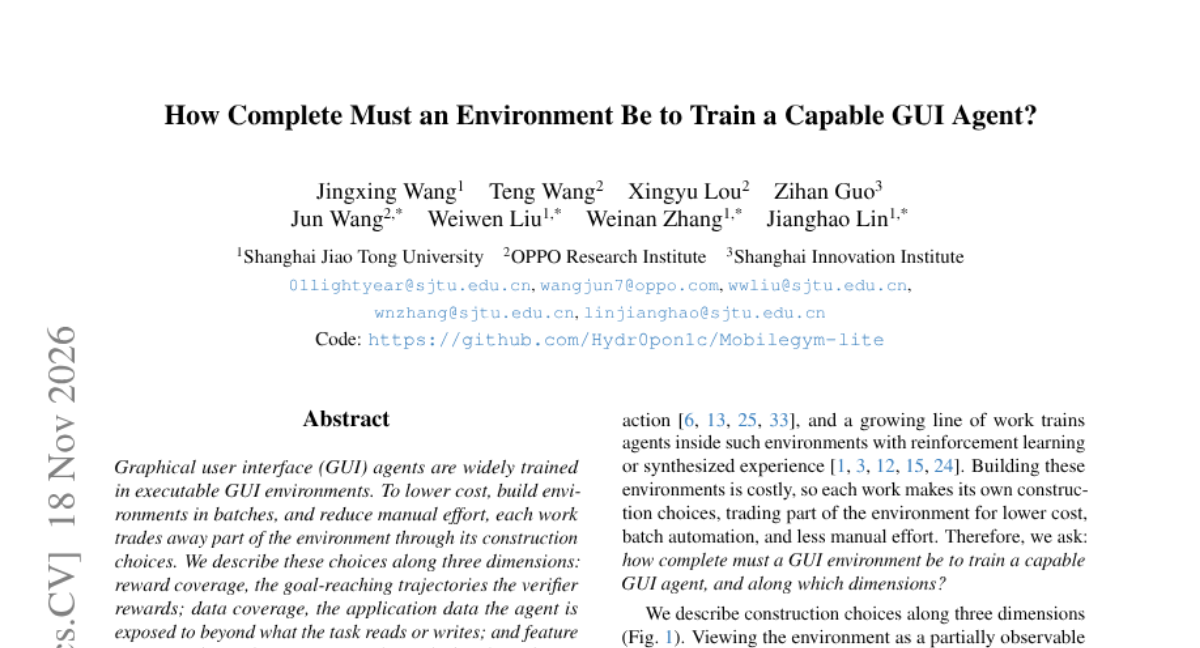 How Complete Must an Environment Be to Train a Capable GUI Agent?
Jingxing Wang¹ Teng Wang² Xingyu Lou² Zihan Guo³
Jun Wang²,* Weiwen Liu¹,* Weinan Zhang¹,* Jianghao Lin¹,*
¹Shanghai Jiao Tong University ²OPPO Research Institute ³Shanghai Innovation Institute
01lightyear@sjtu.edu.cn, wangjun7@oppo.com, wwliu@sjtu.edu.cn,
wnzhang@sjtu.edu.cn, linjianghao@sjtu.edu.cn
Code: https://github.com/Hydr0pon1c/Mobilegym-lite
cs.CV] 18 Nov 2026
Abstract
Graphical user interface (GUI) agents are widely trained
in executable GUI environments. To lower cost, build envi-
ronments in batches, and reduce manual effort, each work
trades away part of the environment through its construction
choices. We describe these choices along three dimensions:
reward coverage, the goal-reaching trajectories the verifier
rewards; data coverage, the application data the agent is
exposed to beyond what the task reads or writes; and feature
action [6, 13, 25, 33], and a growing line of work trains
agents inside such environments with reinforcement learning
or synthesized experience [1, 3, 12, 15, 24]. Building these
environments is costly, so each work makes its own construc-
tion choices, trading part of the environment for lower cost,
batch automation, and less manual effort. Therefore, we ask:
how complete must a GUI environment be to train a capable
GUI agent, and along which dimensions?
We describe construction choices along three dimensions
(Fig. 1). Viewing the environment as a partially observable